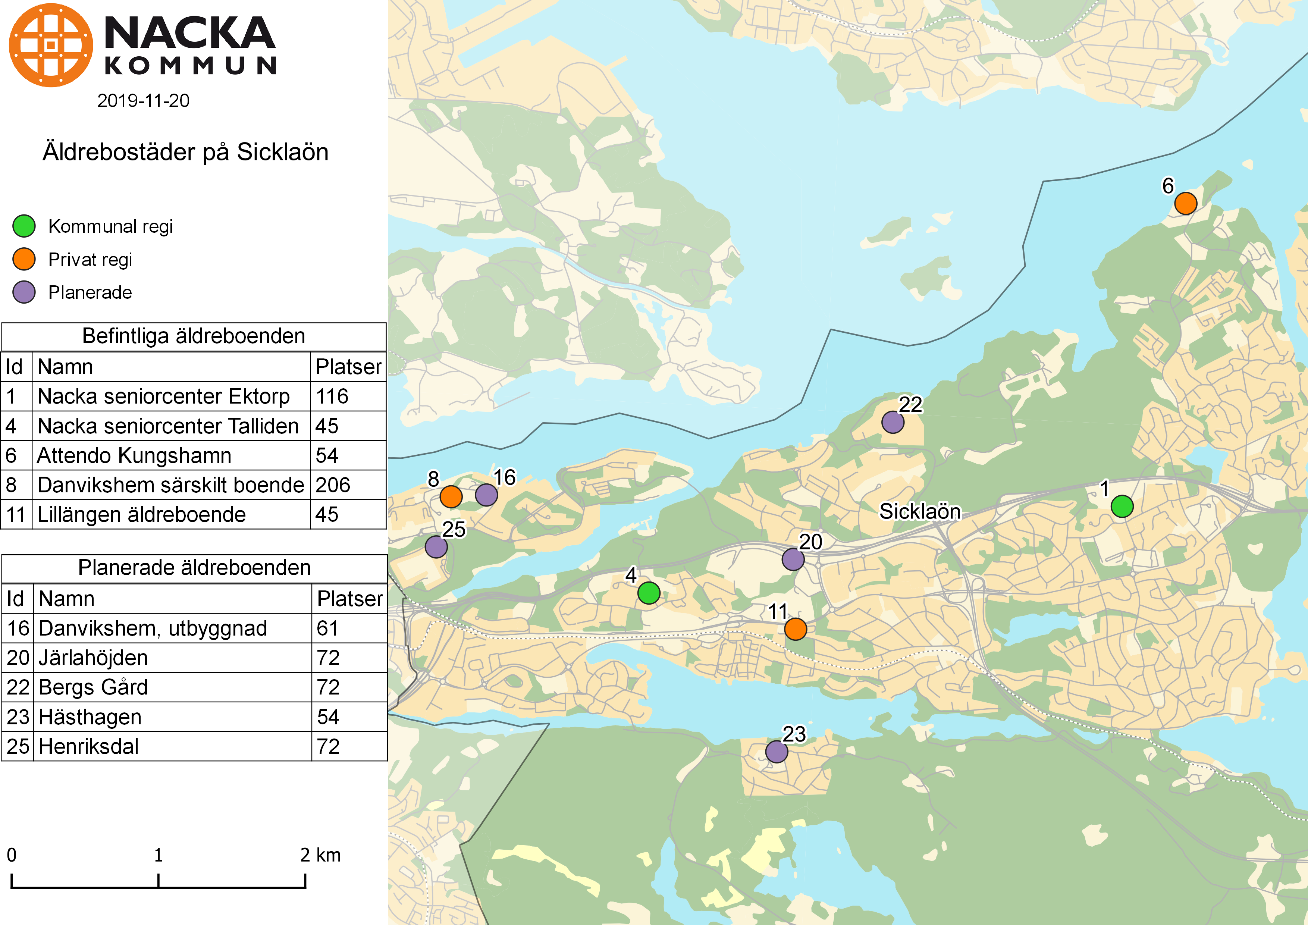 NACKA
KOMMUN
2019-11-20
Äldrebostäder på Sicklaön
Kommunal regi
Privat regi
Planerade
Befintliga äldreboenden
Id Namn Platser
1 Nacka seniorcenter Ektorp 116
4 Nacka seniorcenter Talliden 45
6 Attendo Kungshamn 54
8 Danvikshem särskilt boende 206
11 Lillängen äldreboende 45
Planerade äldreboenden
Id Namn Platser
16 Danvikshem, utbyggnad 61
20 Järlahöjden 72
22 Bergs Gård 72
23 Hästhagen 54
25 Henriksdal 72
0 1 2 km
6
22
8
16
1
Sicklaön
25
20
4
11
23